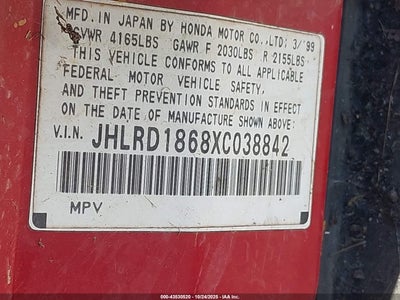 MFD. IN JAPAN BY HONDA MOTOR CO.,LTD; 3/'99
GVWR 4165LBS GAWR F 2030LBS R 2155LBS
THIS VEHICLE CONFORMS TO ALL APPLICABLE
FEDERAL MOTOR VEHICLE SAFETY,
AND THEFT PREVENTION STANDARDS IN EFFECT
ON THE DATE OF MANUFACTURE SHOWN ABOVE:
V.I.N. JHLRD1868XC038842
MPV
000-43530520 - 10/24/2025 - IAA Inc.